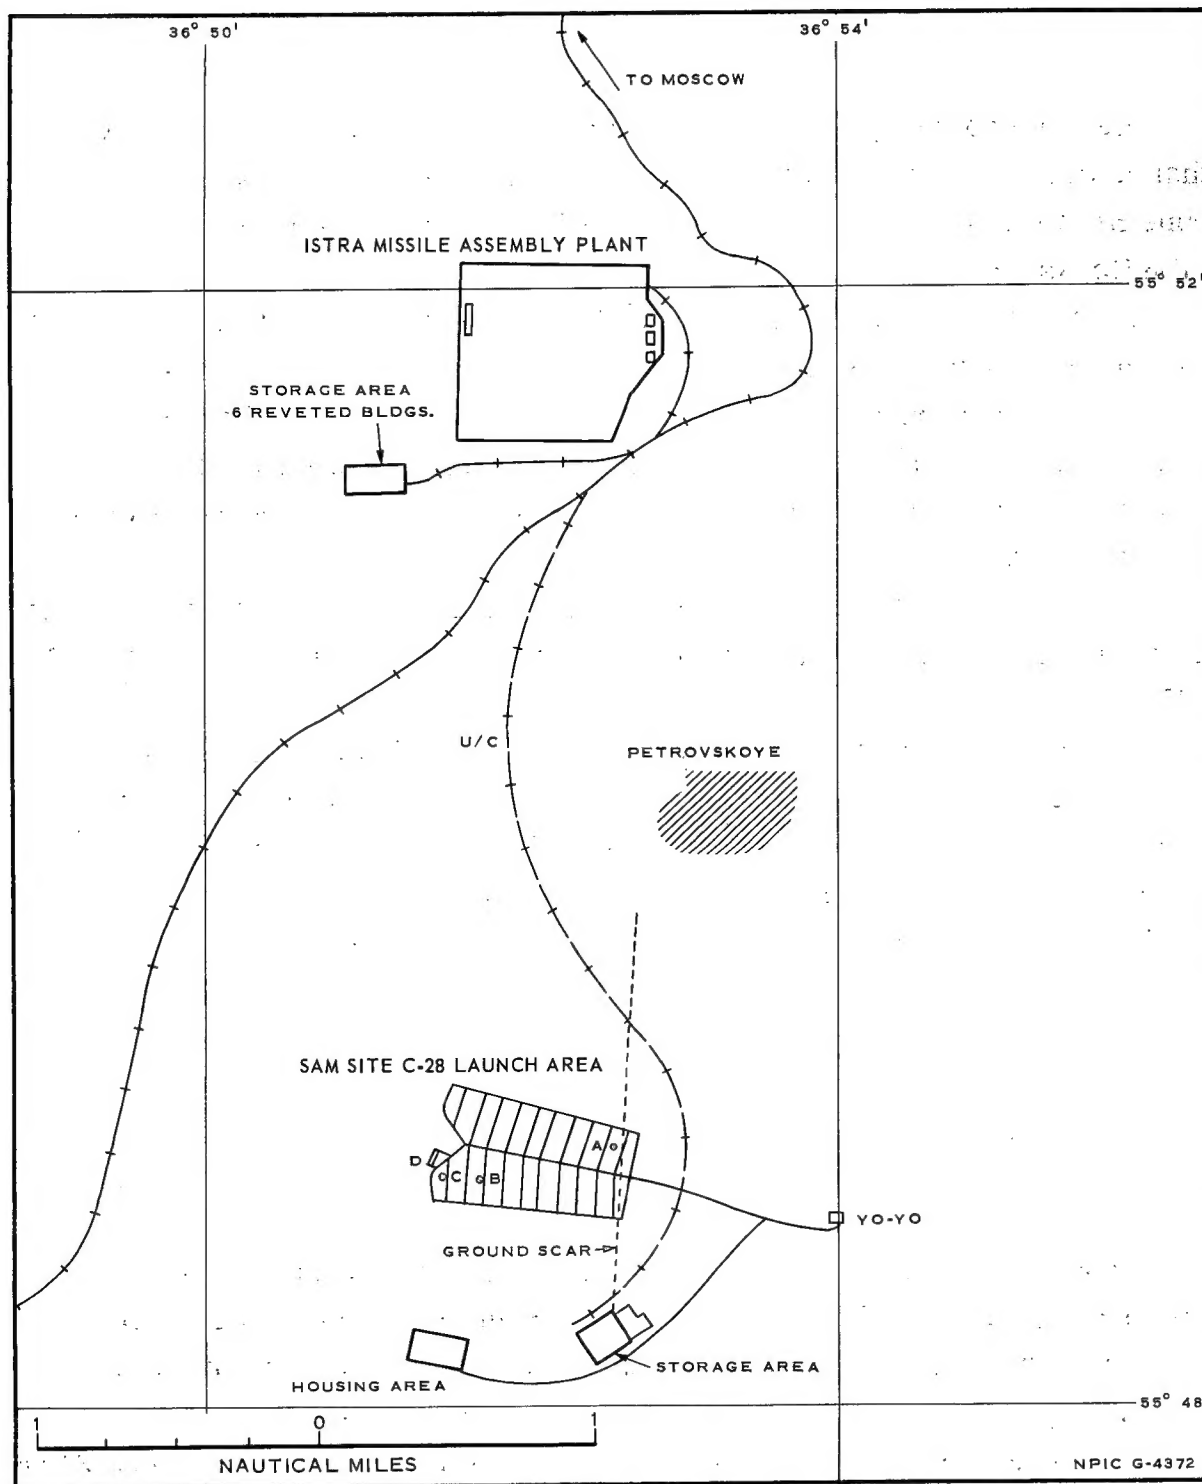 36° 50'
36° 54'
TO MOSCOW
ISTRA MISSILE ASSEMBLY PLANT
55° 52'
STORAGE AREA
6 REVETED BLDGS.
U/C
PETROVSKOYE
SAM SITE C-28 LAUNCH AREA
A
D
C
B
YO-YO
GROUND SCAR
STORAGE AREA
HOUSING AREA
55° 48
1
0
1
NAUTICAL MILES
NPIC G-4372